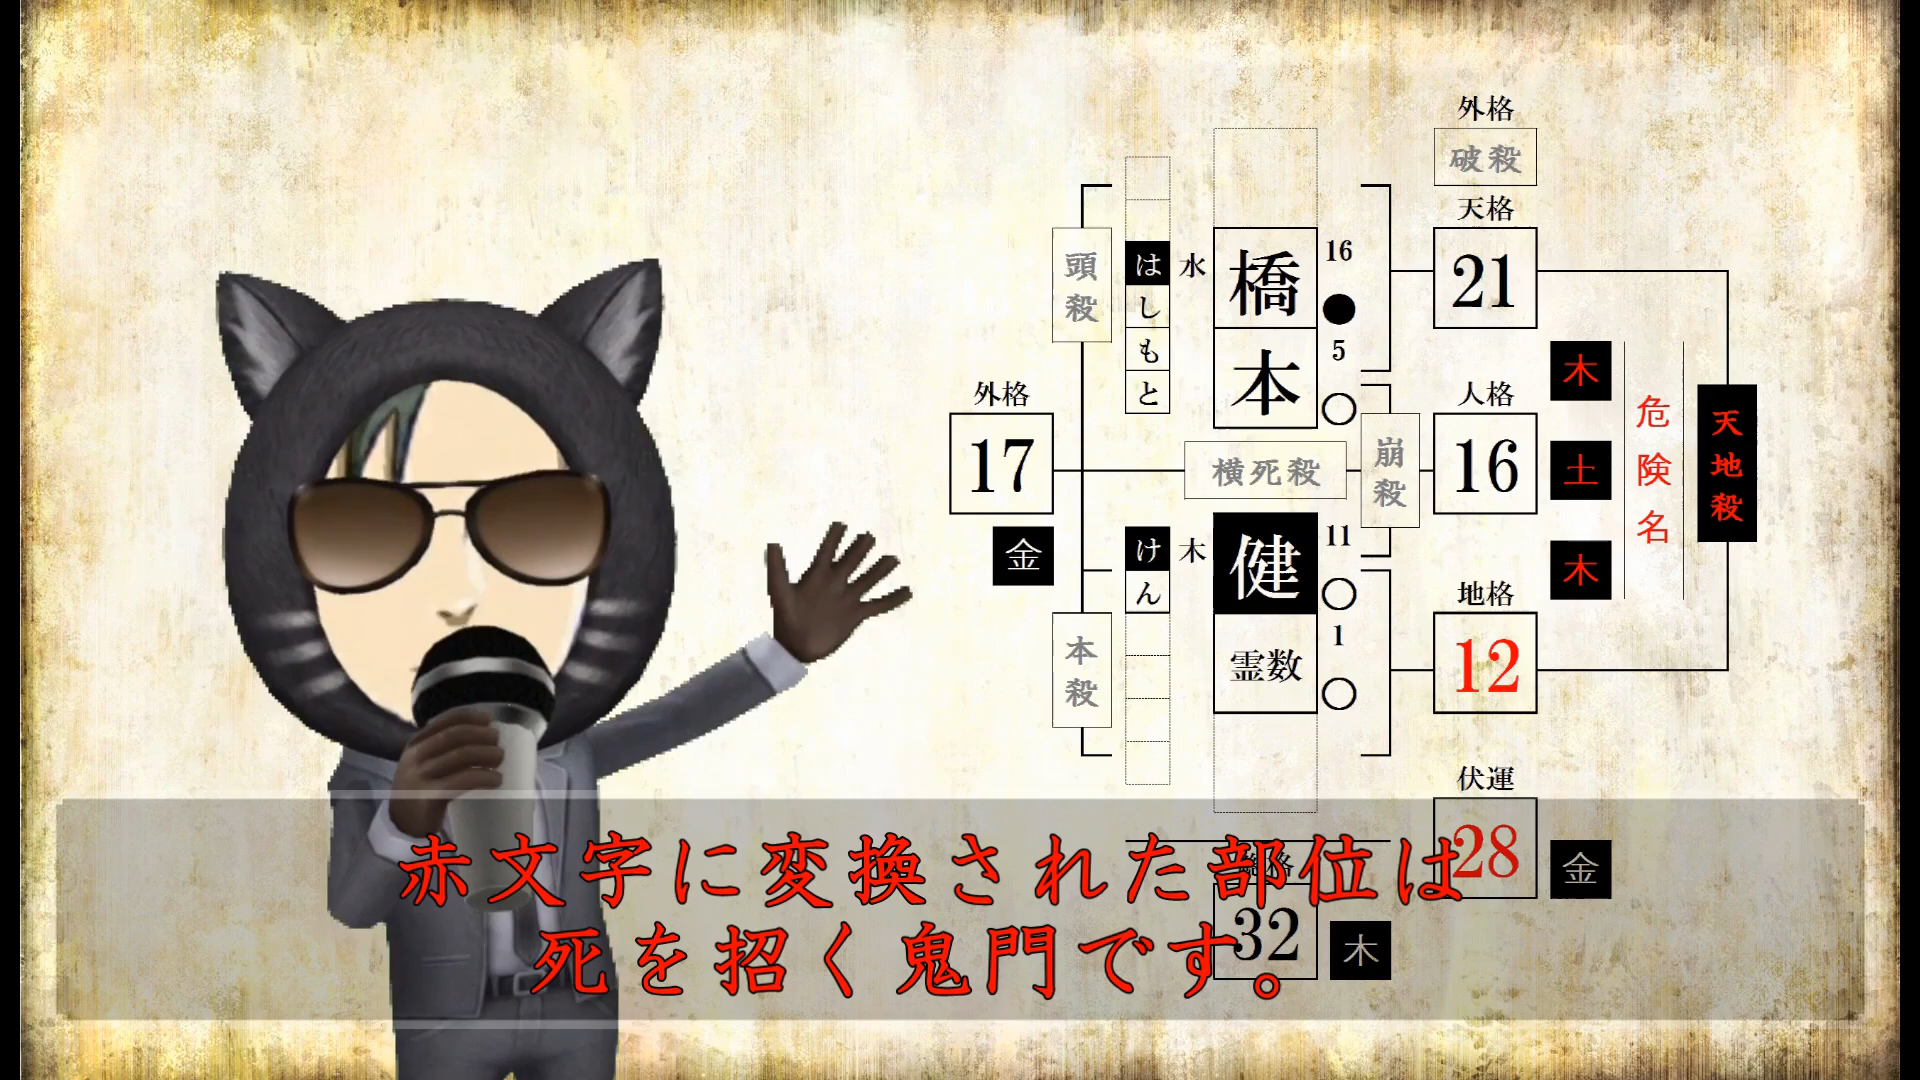 外格
破殺
天格
21
頭殺
はしもと
水
橋
16
●
本
5
○
外格
17
金
横死殺
崩殺
人格
16
木
土
木
危険名
天地殺
けん
木
健
11
○
霊数
1
○
本殺
地格
12
伏運
28
金
総格
32
木
赤文字に変換された部位は
死を招く鬼門です。